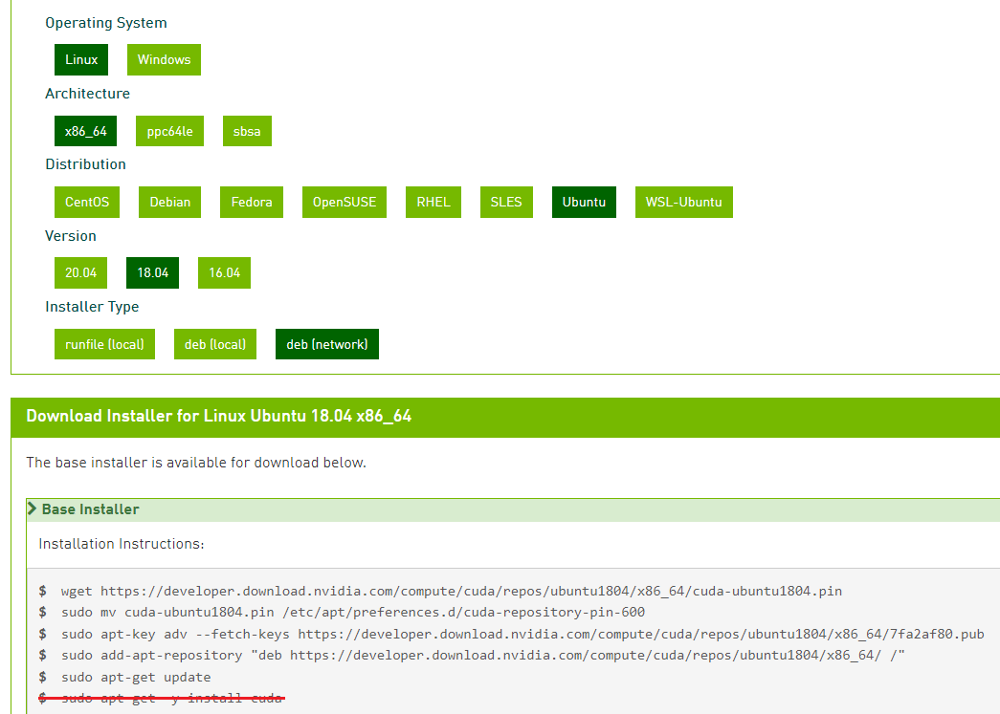 Operating System
Linux Windows
Architecture
x86_64 ppc64le sbsa
Distribution
CentOS Debian Fedora OpenSUSE RHEL SLES Ubuntu WSL-Ubuntu
Version
20.04 18.04 16.04
Installer Type
runfile (local) deb (local) deb (network)
Download Installer for Linux Ubuntu 18.04 x86_64
The base installer is available for download below.
Base Installer
Installation Instructions:
$ wget https://developer.download.nvidia.com/compute/cuda/repos/ubuntu1804/x86_64/cuda-ubuntu1804.pin
$ sudo mv cuda-ubuntu1804.pin /etc/apt/preferences.d/cuda-repository-pin-600
$ sudo apt-key adv --fetch-keys https://developer.download.nvidia.com/compute/cuda/repos/ubuntu1804/x86_64/7fa2af80.pub
$ sudo add-apt-repository "deb https://developer.download.nvidia.com/compute/cuda/repos/ubuntu1804/x86_64/ /"
$ sudo apt-get update
$ sudo apt-get -y install cuda